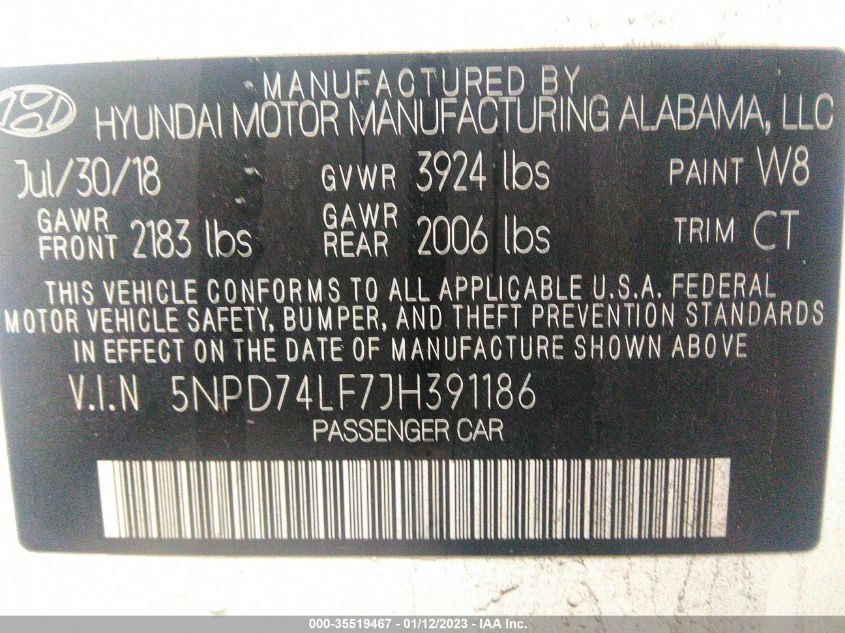 MANUFACTURED BY
HYUNDAI MOTOR MANUFACTURING ALABAMA, LLC
Jul/30/18 GVWR 3924 lbs PAINT W8
GAWR FRONT 2183 lbs GAWR REAR 2006 lbs TRIM CT
THIS VEHICLE CONFORMS TO ALL APPLICABLE U.S.A. FEDERAL
MOTOR VEHICLE SAFETY, BUMPER, AND THEFT PREVENTION STANDARDS
IN EFFECT ON THE DATE OF MANUFACTURE SHOWN ABOVE
V.I.N 5NPD74LF7JH391186
PASSENGER CAR
000-35519467 - 01/12/2023 - IAA Inc.